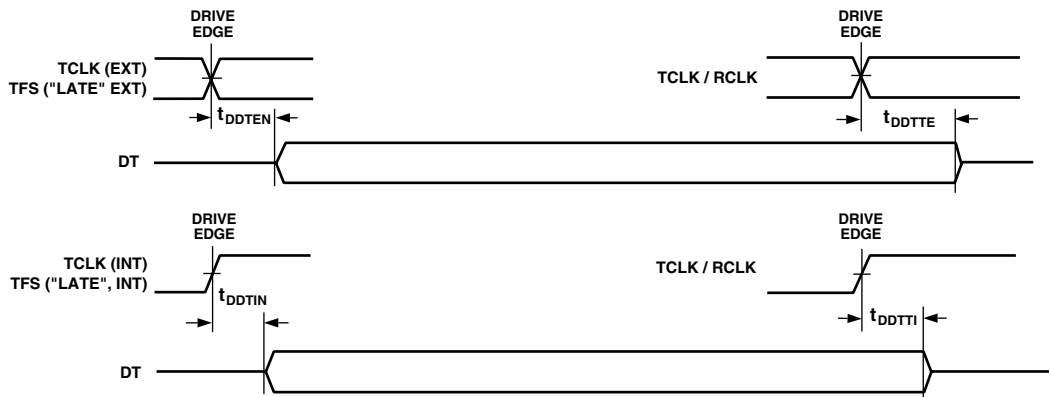 DRIVE
EDGE
DRIVE
EDGE
TCLK (EXT)
TFS ("LATE" EXT)
TCLK / RCLK
tDDTEN
tDDTTE
DT
DRIVE
EDGE
DRIVE
EDGE
TCLK (INT)
TFS ("LATE", INT)
TCLK / RCLK
tDDTIN
tDDTTI
DT